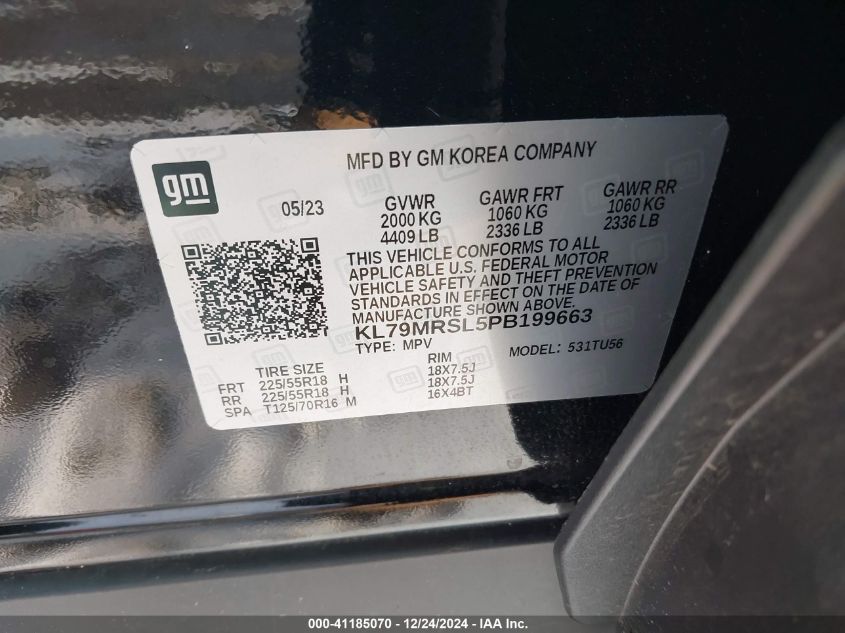 gm
MFD BY GM KOREA COMPANY
05/23
GVWR GAWR FRT GAWR RR
2000 KG 1060 KG 1060 KG
4409 LB 2336 LB 2336 LB
THIS VEHICLE CONFORMS TO ALL
APPLICABLE U.S. FEDERAL MOTOR
VEHICLE SAFETY AND THEFT PREVENTION
STANDARDS IN EFFECT ON THE DATE OF
MANUFACTURE SHOWN ABOVE.
KL79MRSL5PB199663
TYPE: MPV MODEL: 531TU56
TIRE SIZE RIM
FRT 225/55R18 H 18X7.5J
RR 225/55R18 H 18X7.5J
SPA T125/70R16 M 16X4BT
000-41185070 - 12/24/2024 - IAA Inc.